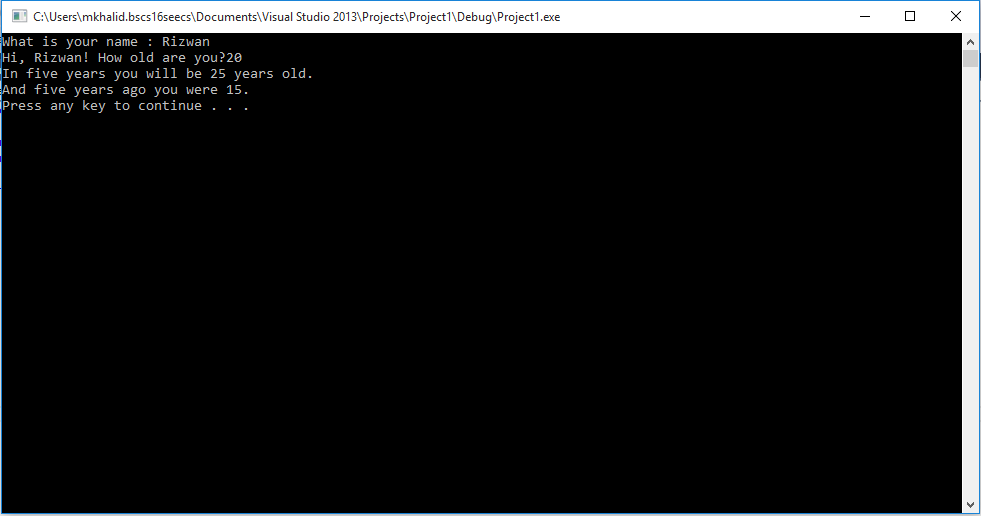 C:\Users\mkhalid.bscs16seecs\Documents\Visual Studio 2013\Projects\Project1\Debug\Project1.exe
What is your name : Rizwan
Hi, Rizwan! How old are you?20
In five years you will be 25 years old.
And five years ago you were 15.
Press any key to continue . . .